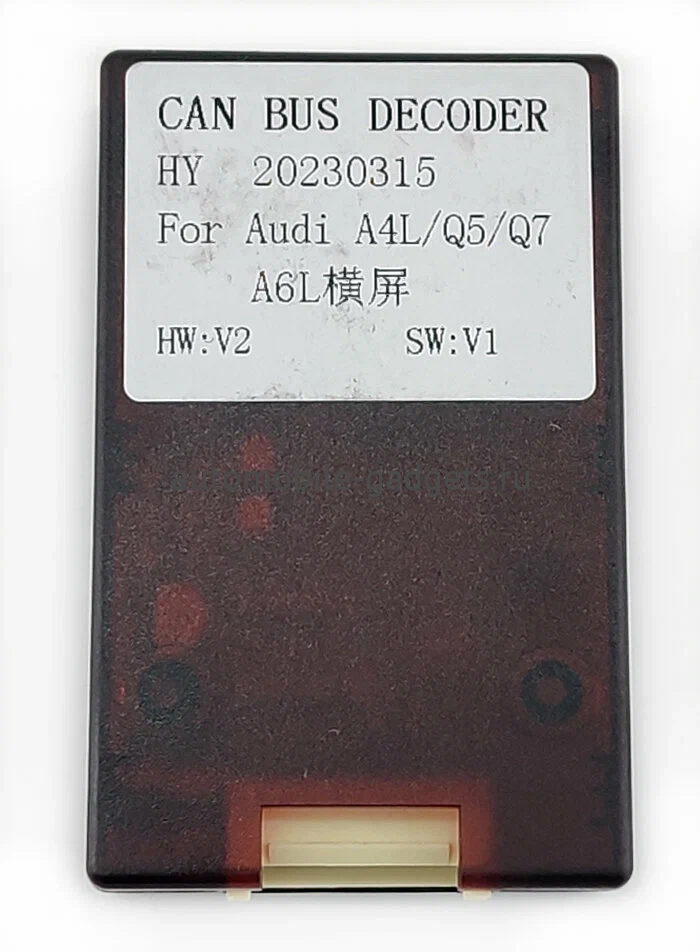 CAN BUS DECODER
HY 20230315
For Audi A4L/Q5/Q7
A6L横屏
HW:V2 SW:V1